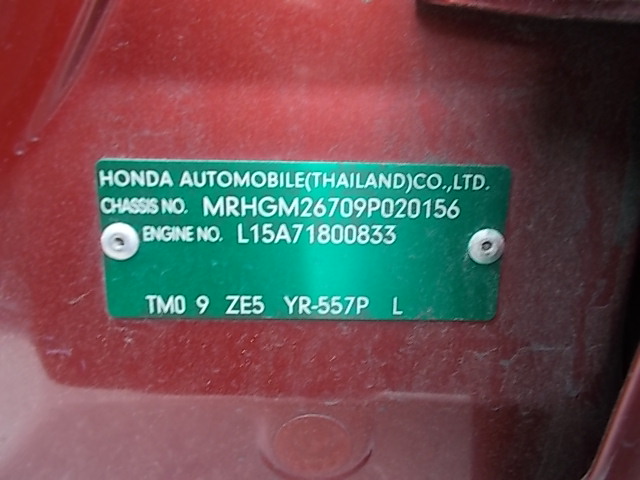 HONDA AUTOMOBILE(THAILAND)CO.,LTD.
CHASSIS NO. MRHGM26709P020156
ENGINE NO. L15A71800833
TM0 9 ZE5 YR-557P L